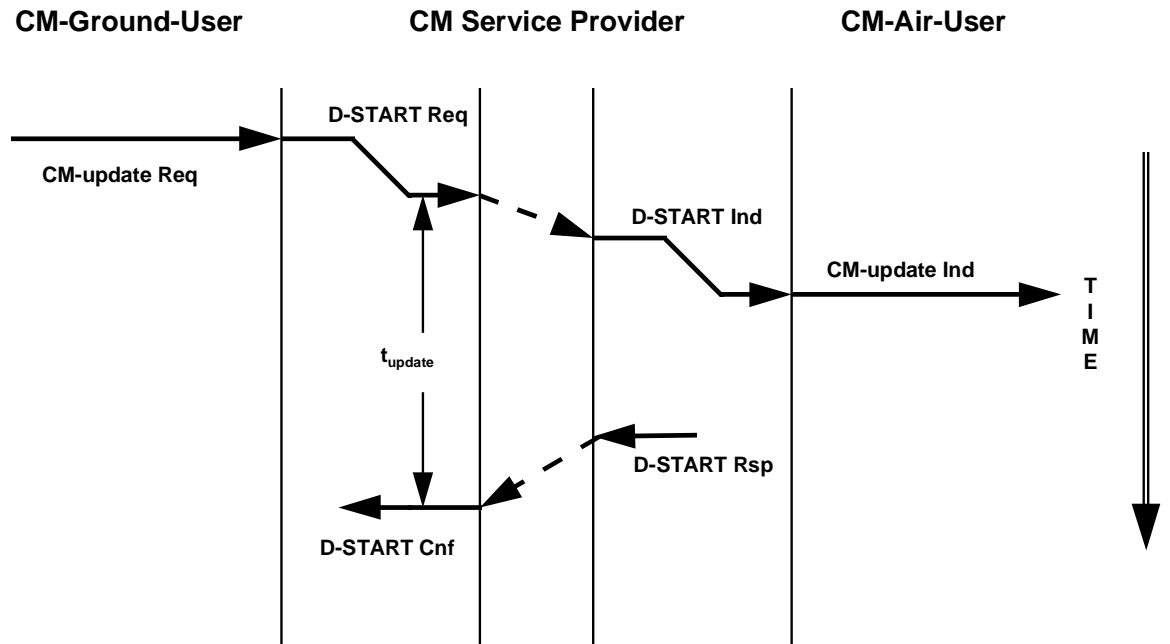 CM-Ground-User
CM Service Provider
CM-Air-User
D-START Req
CM-update Req
D-START Ind
CM-update Ind
T
I
M
E
tupdate
D-START Rsp
D-START Cnf